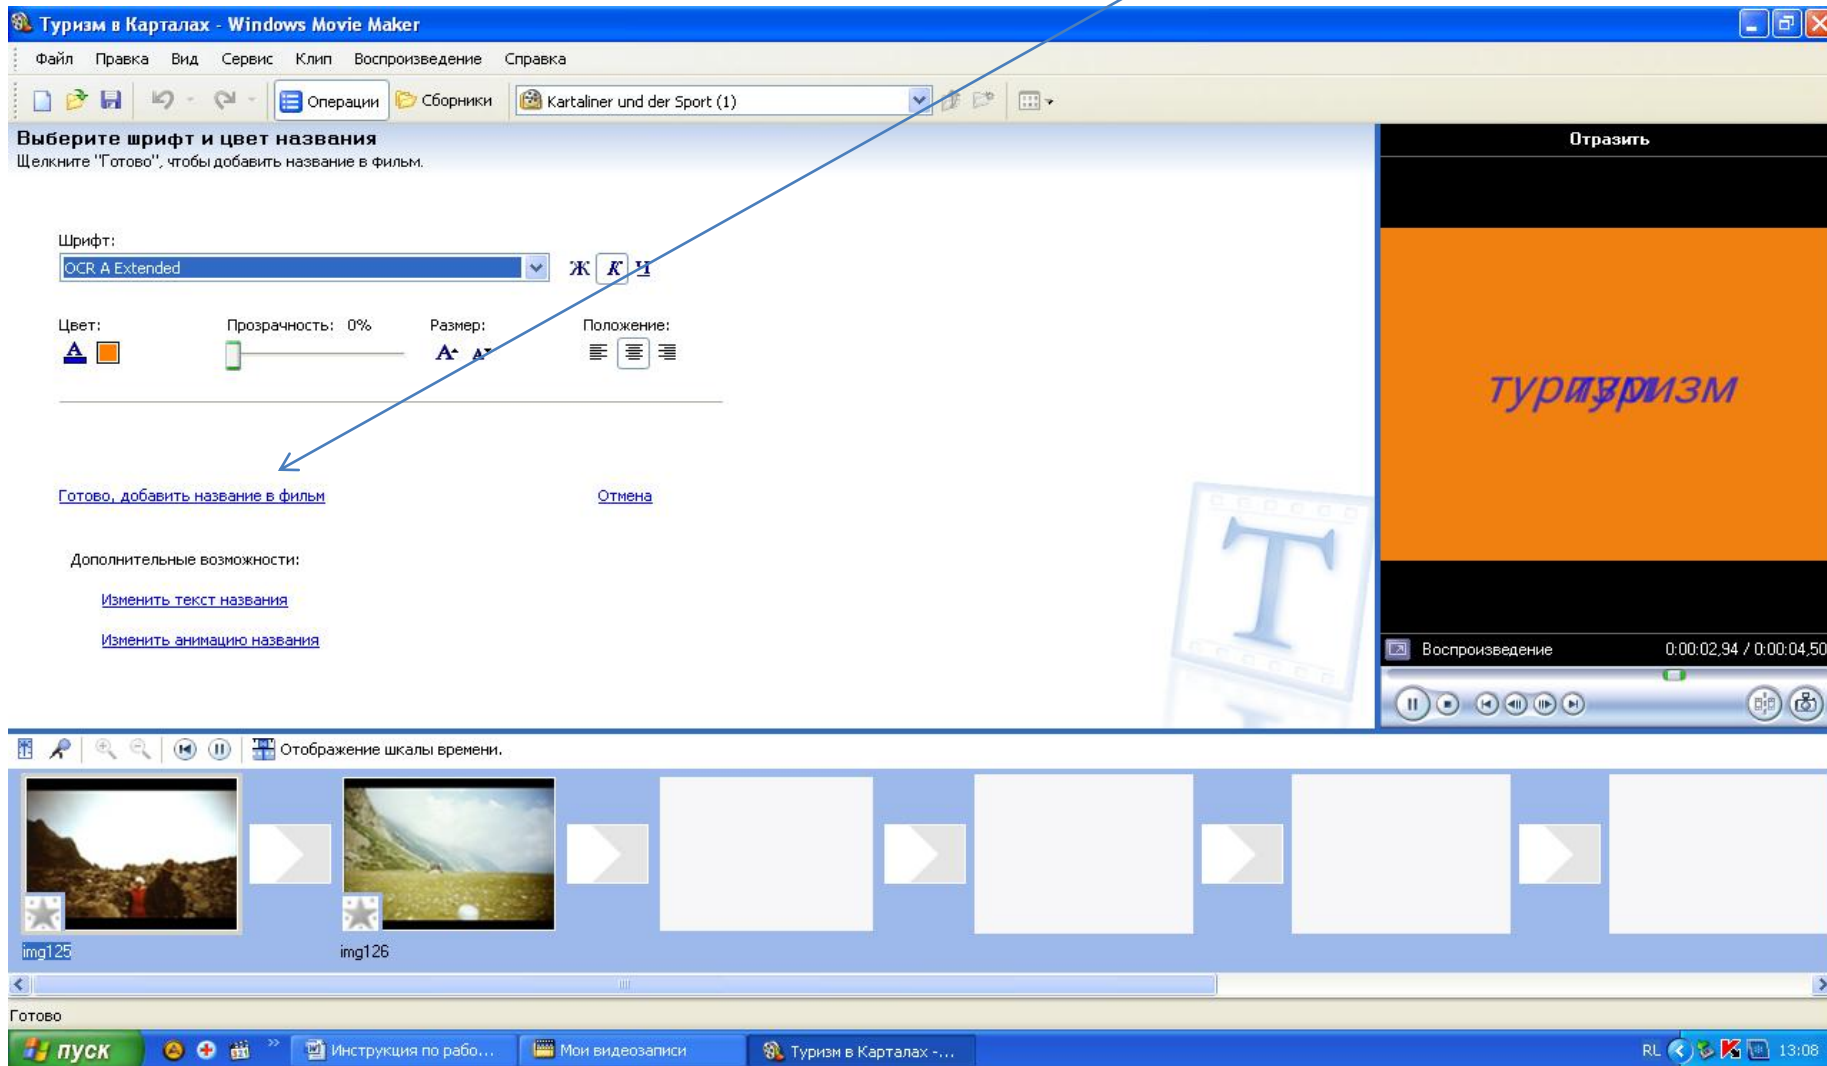 Туризм в Карталах - Windows Movie Maker
Файл Правка Вид Сервис Клип Воспроизведение Справка
Операции Сборники Kartaliner und der Sport (1)
Выберите шрифт и цвет названия
Щелкните "Готово", чтобы добавить название в фильм.
Отразить
Шрифт:
OCR A Extended
Ж К Ч
Цвет: Прозрачность: 0% Размер: Положение:
туризм туризм
Готово, добавить название в фильм Отмена
Дополнительные возможности:
Изменить текст названия
Изменить анимацию названия
Воспроизведение 0:00:02,94 / 0:00:04,50
Отображение шкалы времени.
img125 img126
Готово
пуск Инструкция по рабо... Мои видеозаписи Туризм в Карталах -... RL 13:08